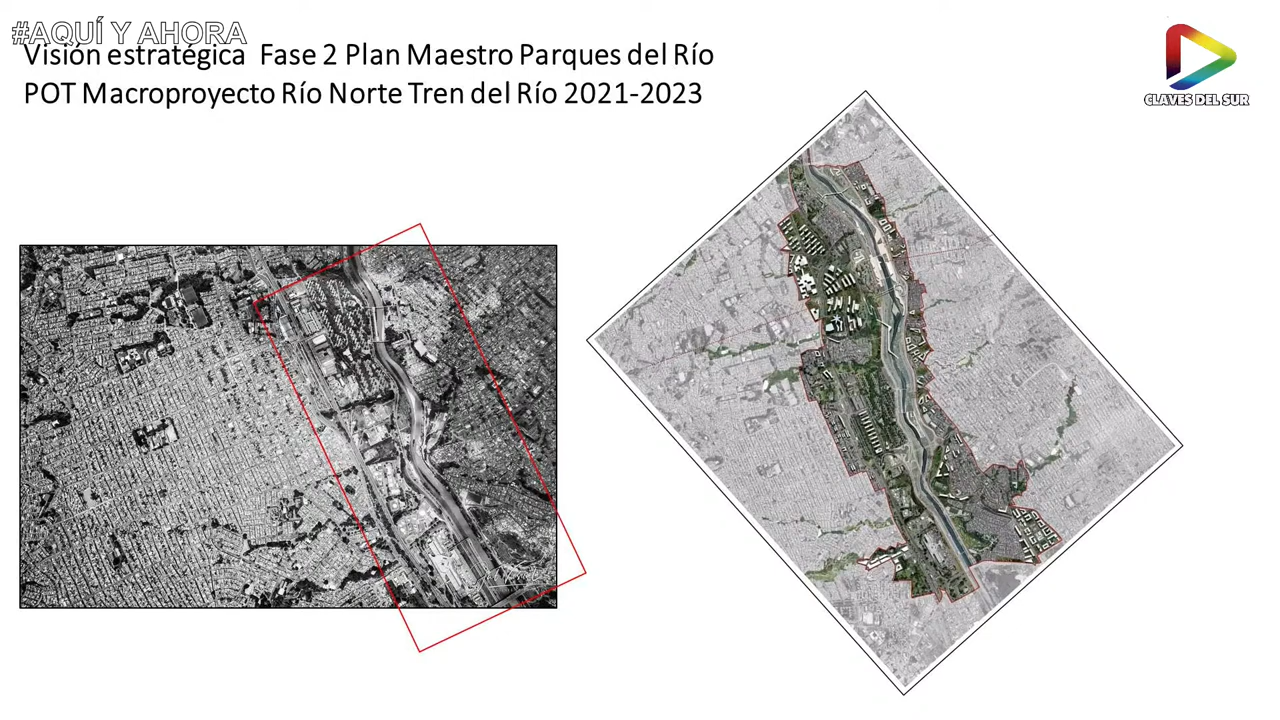 #AQUÍ Y AHORA
Visión estratégica Fase 2 Plan Maestro Parques del Río
POT Macroproyecto Río Norte Tren del Río 2021-2023
CLAVES DEL SUR